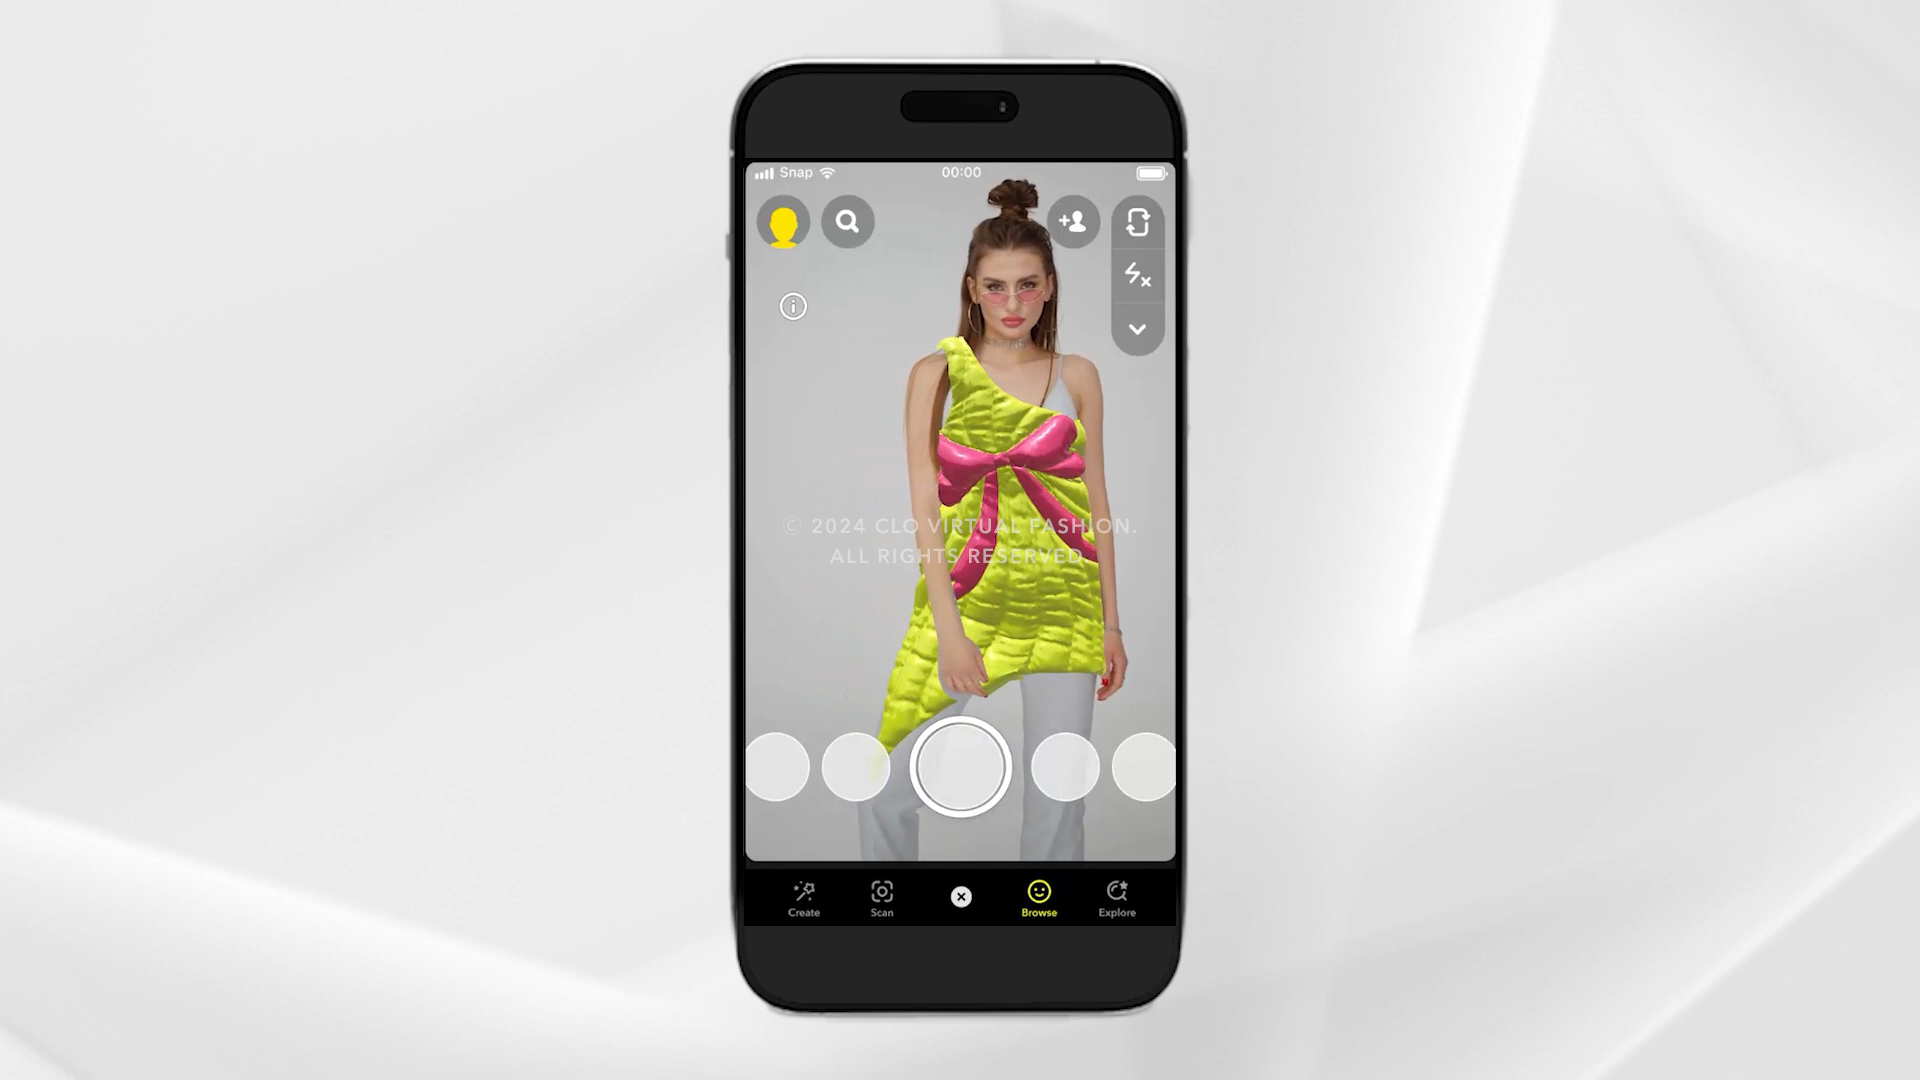 Snap
00:00
© 2024 CLO VIRTUAL FASHION.
ALL RIGHTS RESERVED
Create
Scan
Browse
Explore